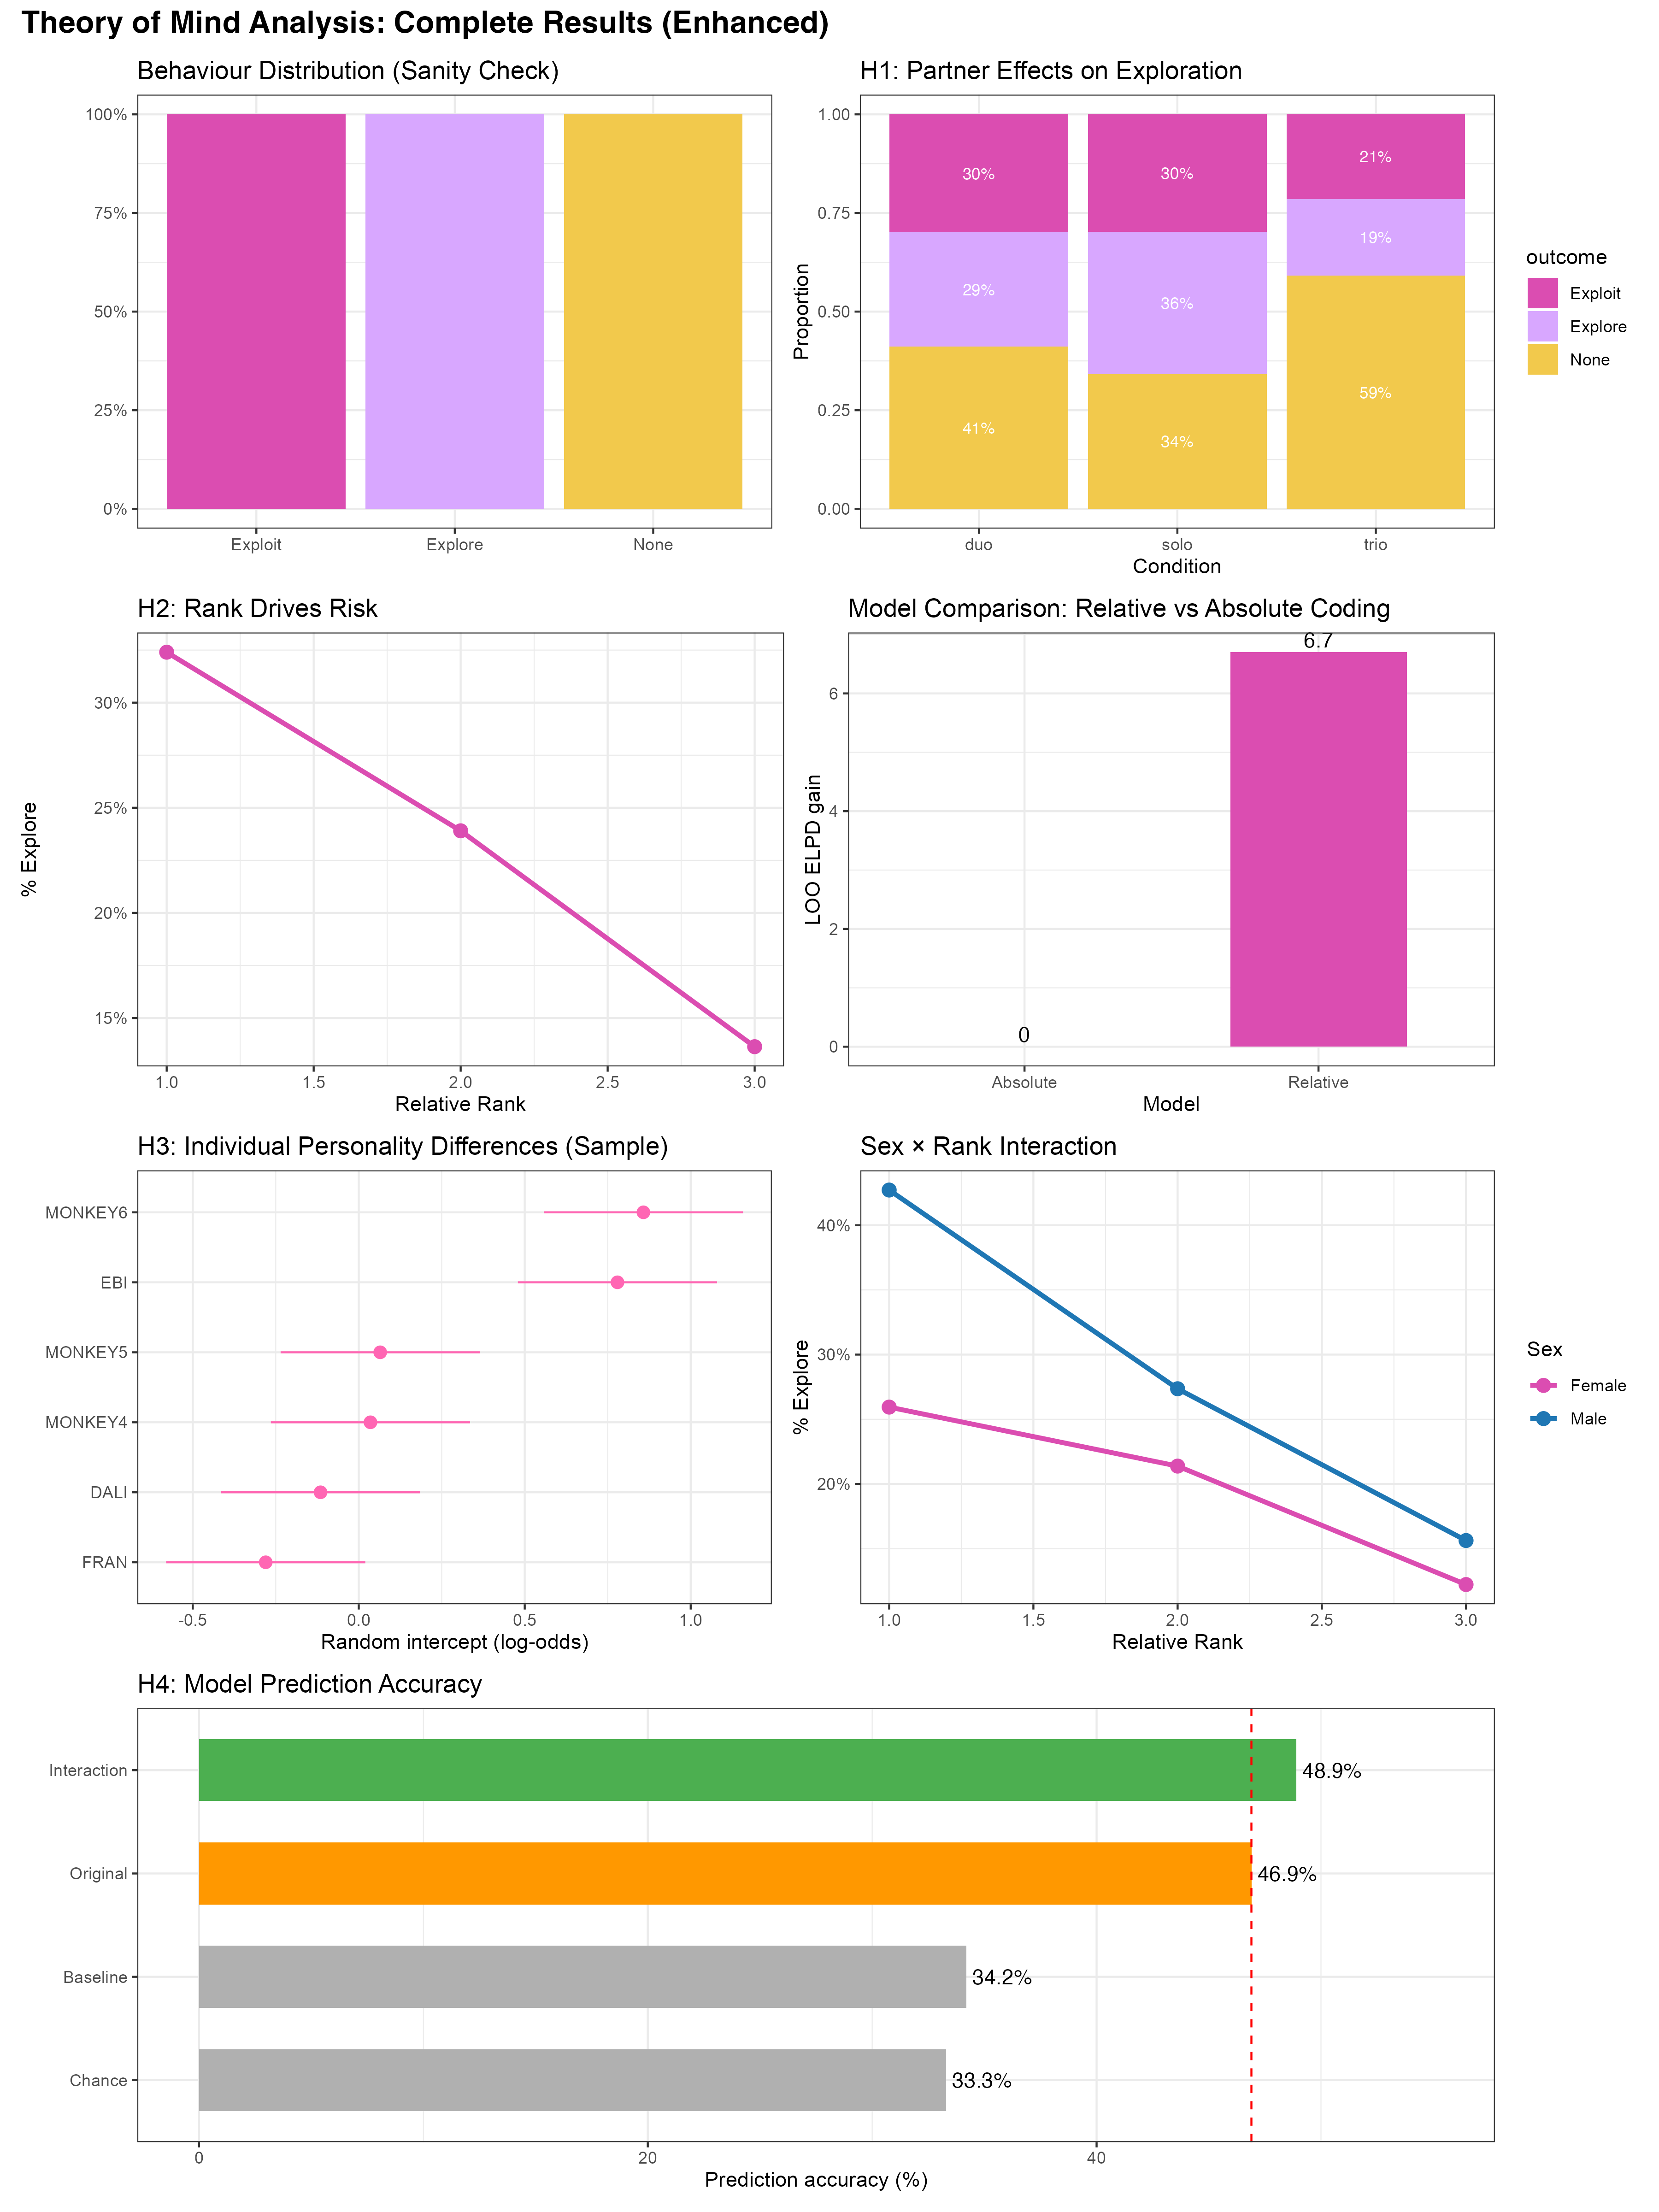 Theory of Mind Analysis: Complete Results (Enhanced)
Behaviour Distribution (Sanity Check)
100%
75%
50%
25%
0%
Exploit
Explore
None
H1: Partner Effects on Exploration
Proportion
1.00
0.75
0.50
0.25
0.00
30%
29%
41%
30%
36%
34%
21%
19%
59%
duo
solo
trio
Condition
outcome
Exploit
Explore
None
H2: Rank Drives Risk
% Explore
30%
25%
20%
15%
1.0
1.5
2.0
2.5
3.0
Relative Rank
Model Comparison: Relative vs Absolute Coding
LOO ELPD gain
6
4
2
0
0
6.7
Absolute
Relative
Model
H3: Individual Personality Differences (Sample)
MONKEY6
EBI
MONKEY5
MONKEY4
DALI
FRAN
-0.5
0.0
0.5
1.0
Random intercept (log-odds)
Sex × Rank Interaction
% Explore
40%
30%
20%
1.0
1.5
2.0
2.5
3.0
Relative Rank
Sex
Female
Male
H4: Model Prediction Accuracy
Interaction
48.9%
Original
46.9%
Baseline
34.2%
Chance
33.3%
0
20
40
Prediction accuracy (%)